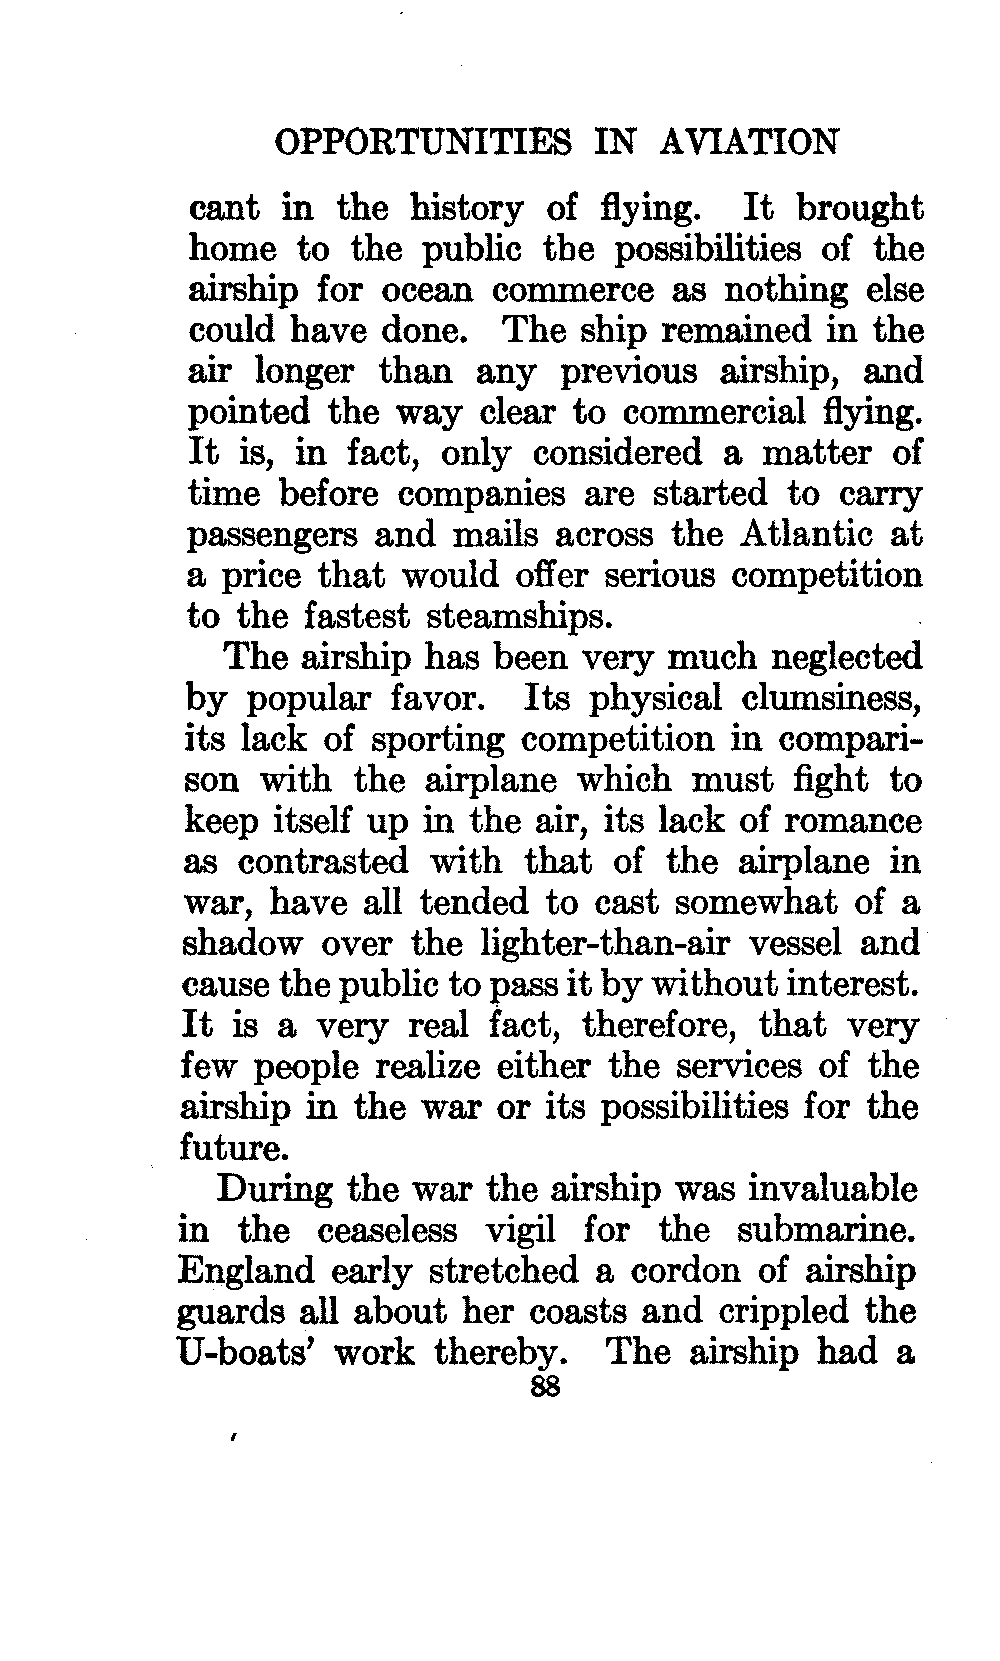 OPPORTUNITIES IN AVIATION
cant in the history of flying. It brought
home to the public the possibilities of the
airship for ocean commerce as nothing else
could have done. The ship remained in the
air longer than any previous airship, and
pointed the way clear to commercial flying.
It is, in fact, only considered a matter of
time before companies are started to carry
passengers and mails across the Atlantic at
a price that would offer serious competition
to the fastest steamships.
The airship has been very much neglected
by popular favor. Its physical clumsiness,
its lack of sporting competition in compari-
son with the airplane which must fight to
keep itself up in the air, its lack of romance
as contrasted with that of the airplane in
war, have all tended to cast somewhat of a
shadow over the lighter-than-air vessel and
cause the public to pass it by without interest.
It is a very real fact, therefore, that very
few people realize either the services of the
airship in the war or its possibilities for the
future.
During the war the airship was invaluable
in the ceaseless vigil for the submarine.
England early stretched a cordon of airship
guards all about her coasts and crippled the
U-boats' work thereby. The airship had a
88